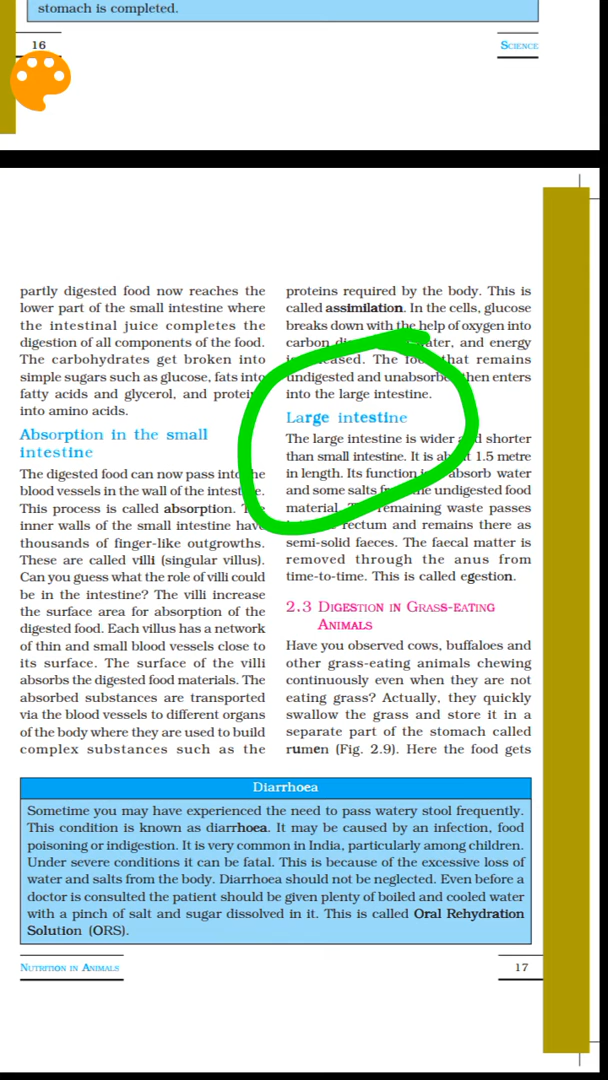 stomach is completed.
16
SCIENCE
partly digested food now reaches the
lower part of the small intestine where
the intestinal juice completes the
digestion of all components of the food.
The carbohydrates get broken into
simple sugars such as glucose, fats into
fatty acids and glycerol, and
into amino acids.
Absorption in the small
intestine
The digested food can now pass into
blood vessels in the wall of the
This process is called absorption.
inner walls of the small intestine have
thousands of finger-like outgrowths.
These are called villi (singular villus).
Can you guess what the role of villi could
be in the intestine? The villi increase
the surface area for absorption of the
digested food. Each villus has a network
of thin and small blood vessels close to
its surface. The surface of the villi
absorbs the digested food materials. The
absorbed substances are transported
via the blood vessels to different organs
of the body where they are used to build
complex substances such as the
proteins required by the body. This is
called assimilation. In the cells, glucose
breaks down with the help of oxygen into
carbon and energy
The that remains
undigested and then enters
into the large intestine.
Large intestine
The large intestine is wider and shorter
than small intestine. It is 1.5 metre
in length. Its function absorb water
and some salts the undigested food
material. remaining waste passes
rectum and remains there as
semi-solid faeces. The faecal matter is
removed through the anus from
time-to-time. This is called egestion.
2.3 DIGESTION IN GRASS-EATING
ANIMALS
Have you observed cows, buffaloes and
other grass-eating animals chewing
continuously even when they are not
eating grass? Actually, they quickly
swallow the grass and store it in a
separate part of the stomach called
rumen (Fig. 2.9). Here the food gets
Diarrhoea
Sometime you may have experienced the need to pass watery stool frequently.
This condition is known as diarrhoea. It may be caused by an infection, food
poisoning or indigestion. It is very common in India, particularly among children.
Under severe conditions it can be fatal. This is because of the excessive loss of
water and salts from the body. Diarrhoea should not be neglected. Even before a
doctor is consulted the patient should be given plenty of boiled and cooled water
with a pinch of salt and sugar dissolved in it. This is called Oral Rehydration
Solution (ORS).
NUTRITION IN ANIMALS
17